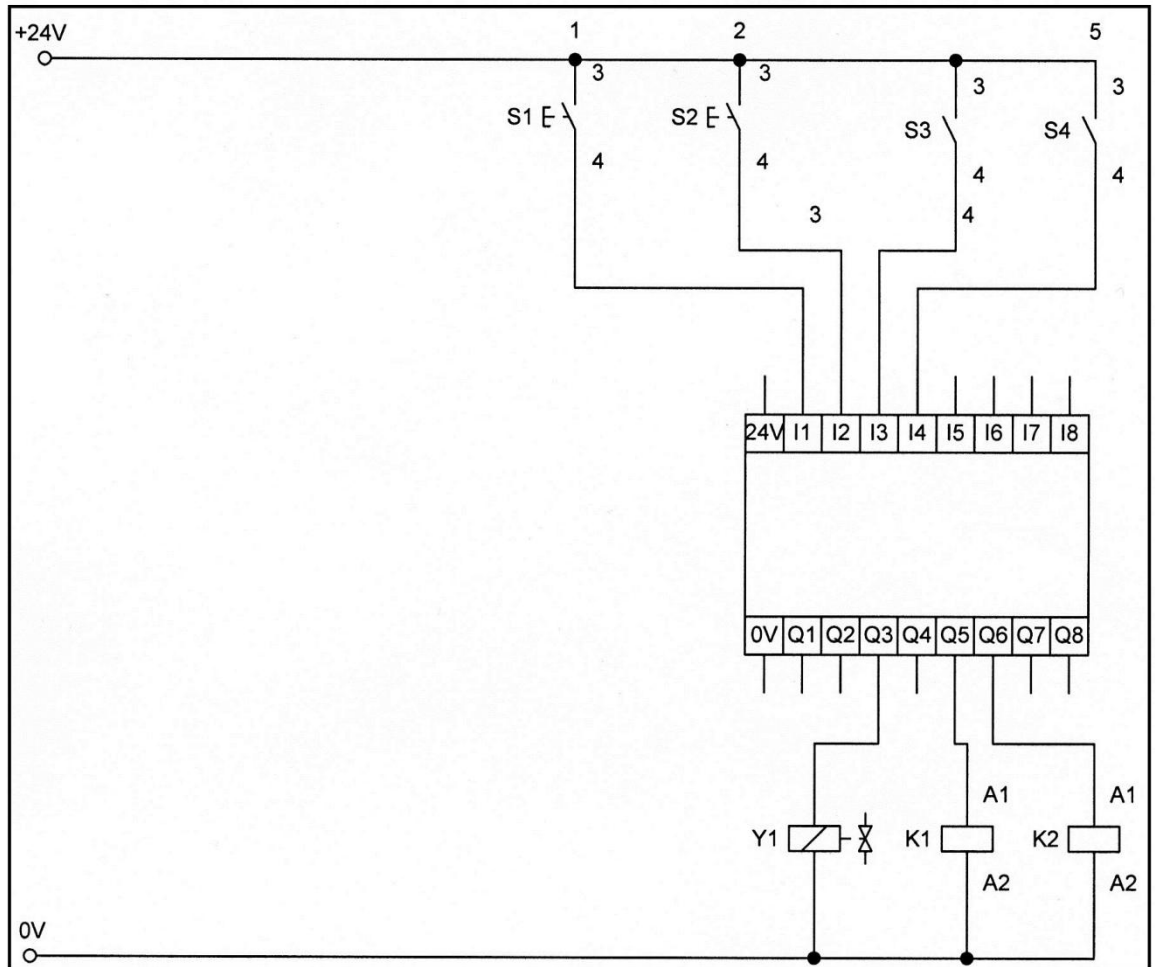 +24V 1 2 5
3 3 3 3
S1 S2 S3 S4
4 4 4 4
3 4
24V I1 I2 I3 I4 I5 I6 I7 I8
0V Q1 Q2 Q3 Q4 Q5 Q6 Q7 Q8
A1 A1
Y1 K1 K2
A2 A2
0V